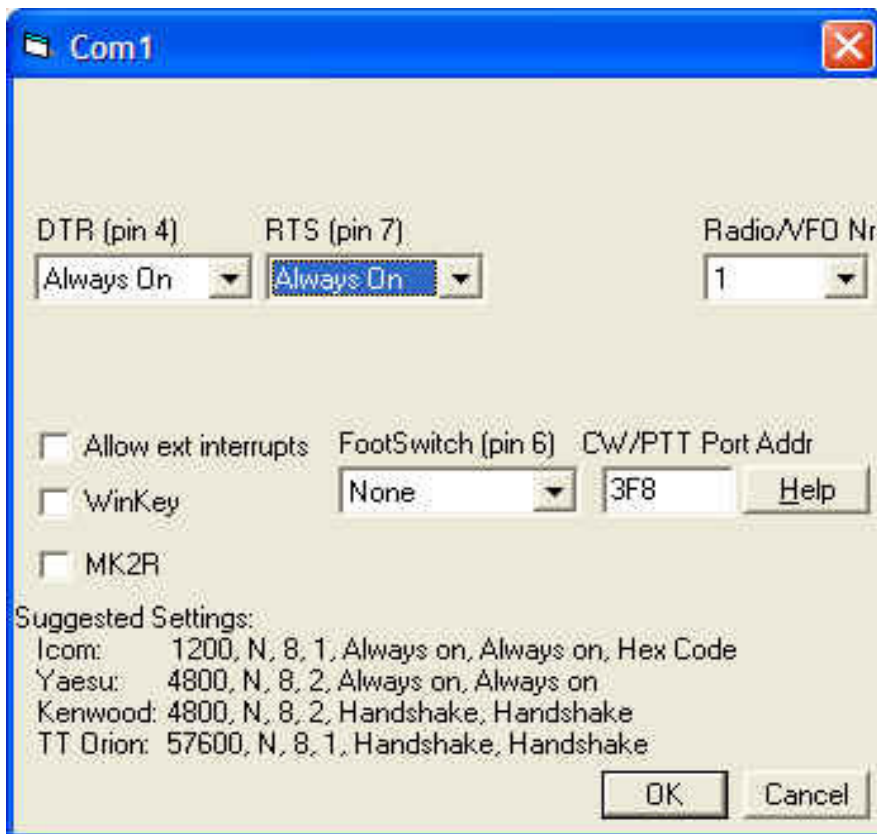 Com1
DTR (pin 4) RTS (pin 7) Radio/VFO Nr
Always On Always On 1
Allow ext interrupts FootSwitch (pin 6) CW/PTT Port Addr
WinKey None 3F8 Help
MK2R
Suggested Settings:
Icom: 1200, N, 8, 1, Always on, Always on, Hex Code
Yaesu: 4800, N, 8, 2, Always on, Always on
Kenwood: 4800, N, 8, 2, Handshake, Handshake
TT Orion: 57600, N, 8, 1, Handshake, Handshake
OK Cancel